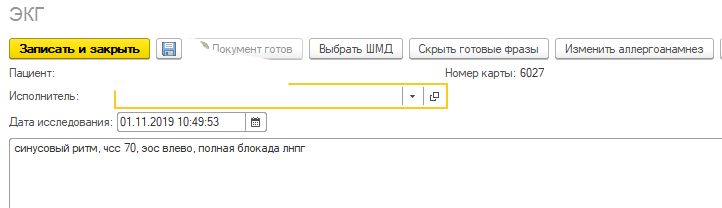 ЭКГ
Записать и закрыть Документ готов Выбрать ШМД Скрыть готовые фразы Изменить аллергоанамнез
Пациент: Номер карты: 6027
Исполнитель:
Дата исследования: 01.11.2019 10:49:53
синусовый ритм, чсс 70, эос влево, полная блокада лнпг